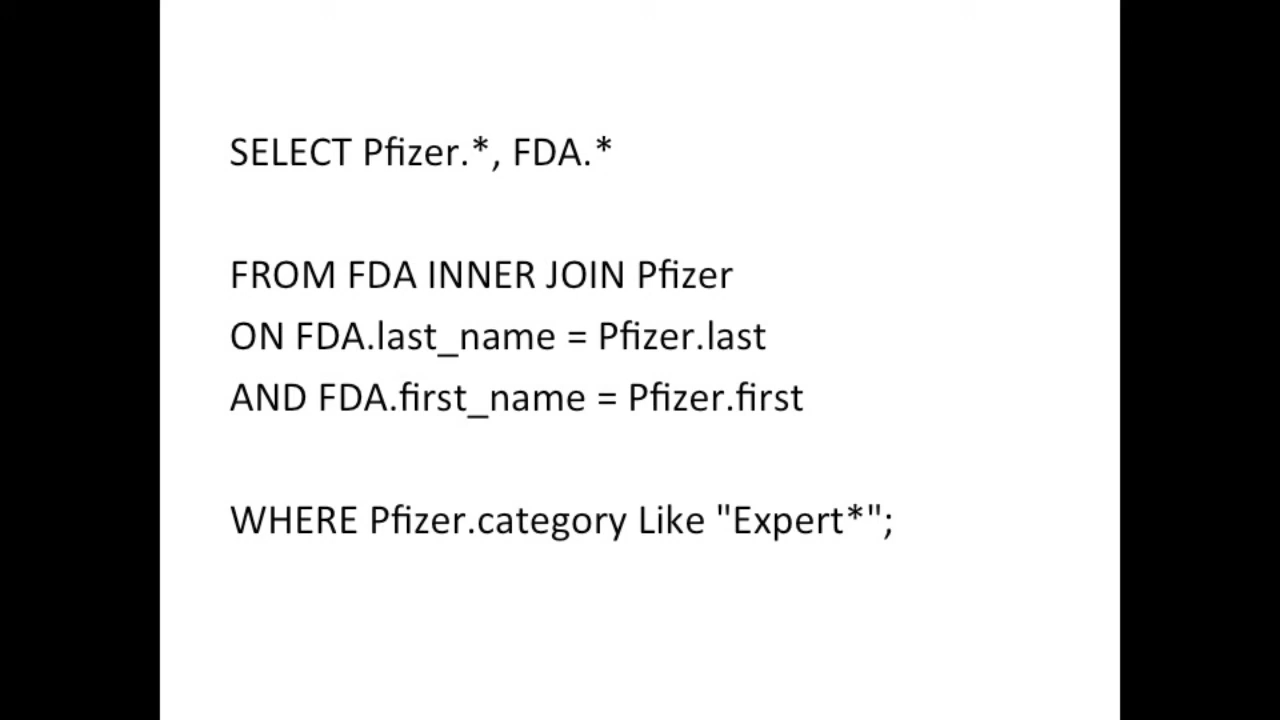 SELECT Pfizer.*, FDA.*
FROM FDA INNER JOIN Pfizer
ON FDA.last_name = Pfizer.last
AND FDA.first_name = Pfizer.first
WHERE Pfizer.category Like "Expert*";